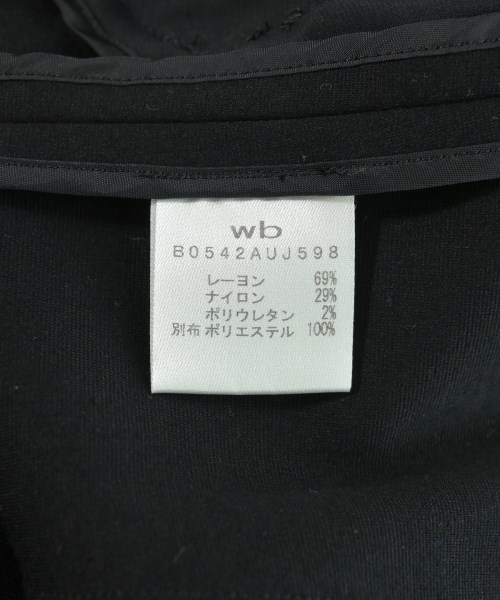 wb
B0542AUJ598
レーヨン 69%
ナイロン 29%
ポリウレタン 2%
別布 ポリエステル 100%